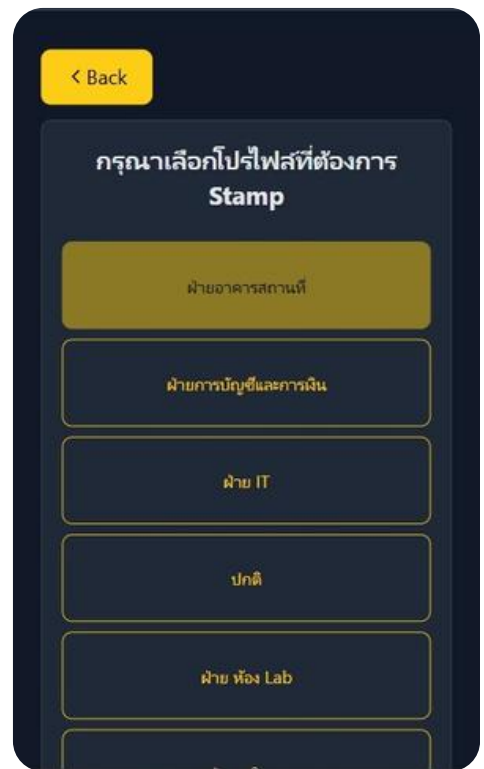 < Back
กรุณาเลือกโปรไฟล์ที่ต้องการ
Stamp
ฝ่ายอาคารสถานที่
ฝ่ายการบัญชีและการเงิน
ฝ่าย IT
ปกติ
ฝ่าย ห้อง Lab